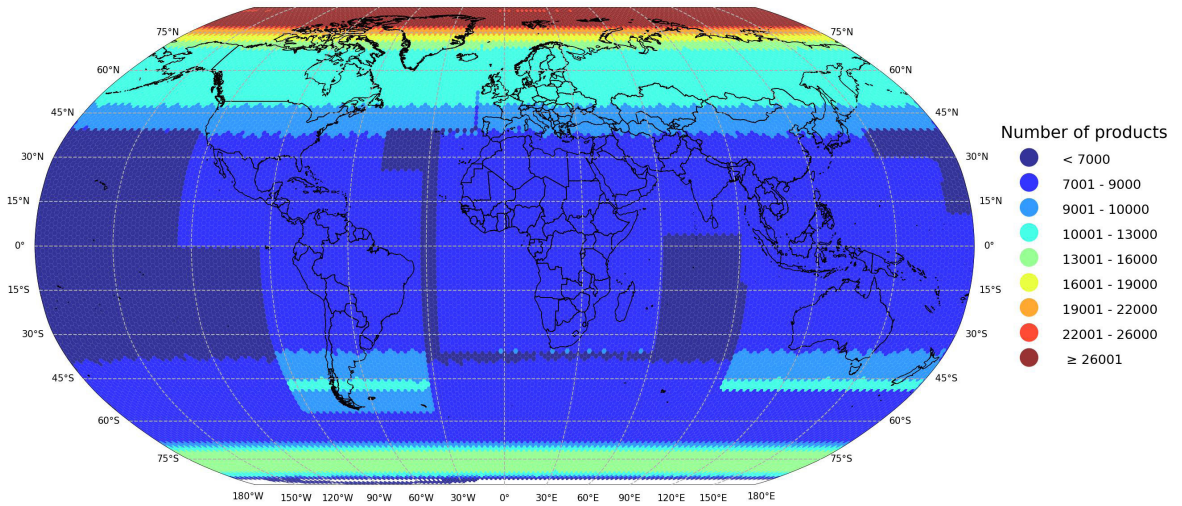 75°N 75°N
60°N 60°N
45°N 45°N
30°N 30°N
15°N 15°N
0° 0°
15°S 15°S
30°S 30°S
45°S 45°S
60°S 60°S
75°S 75°S
180°W 150°W 120°W 90°W 60°W 30°W 0° 30°E 60°E 90°E 120°E 150°E 180°E
Number of products
< 7000
7001 - 9000
9001 - 10000
10001 - 13000
13001 - 16000
16001 - 19000
19001 - 22000
22001 - 26000
≥ 26001